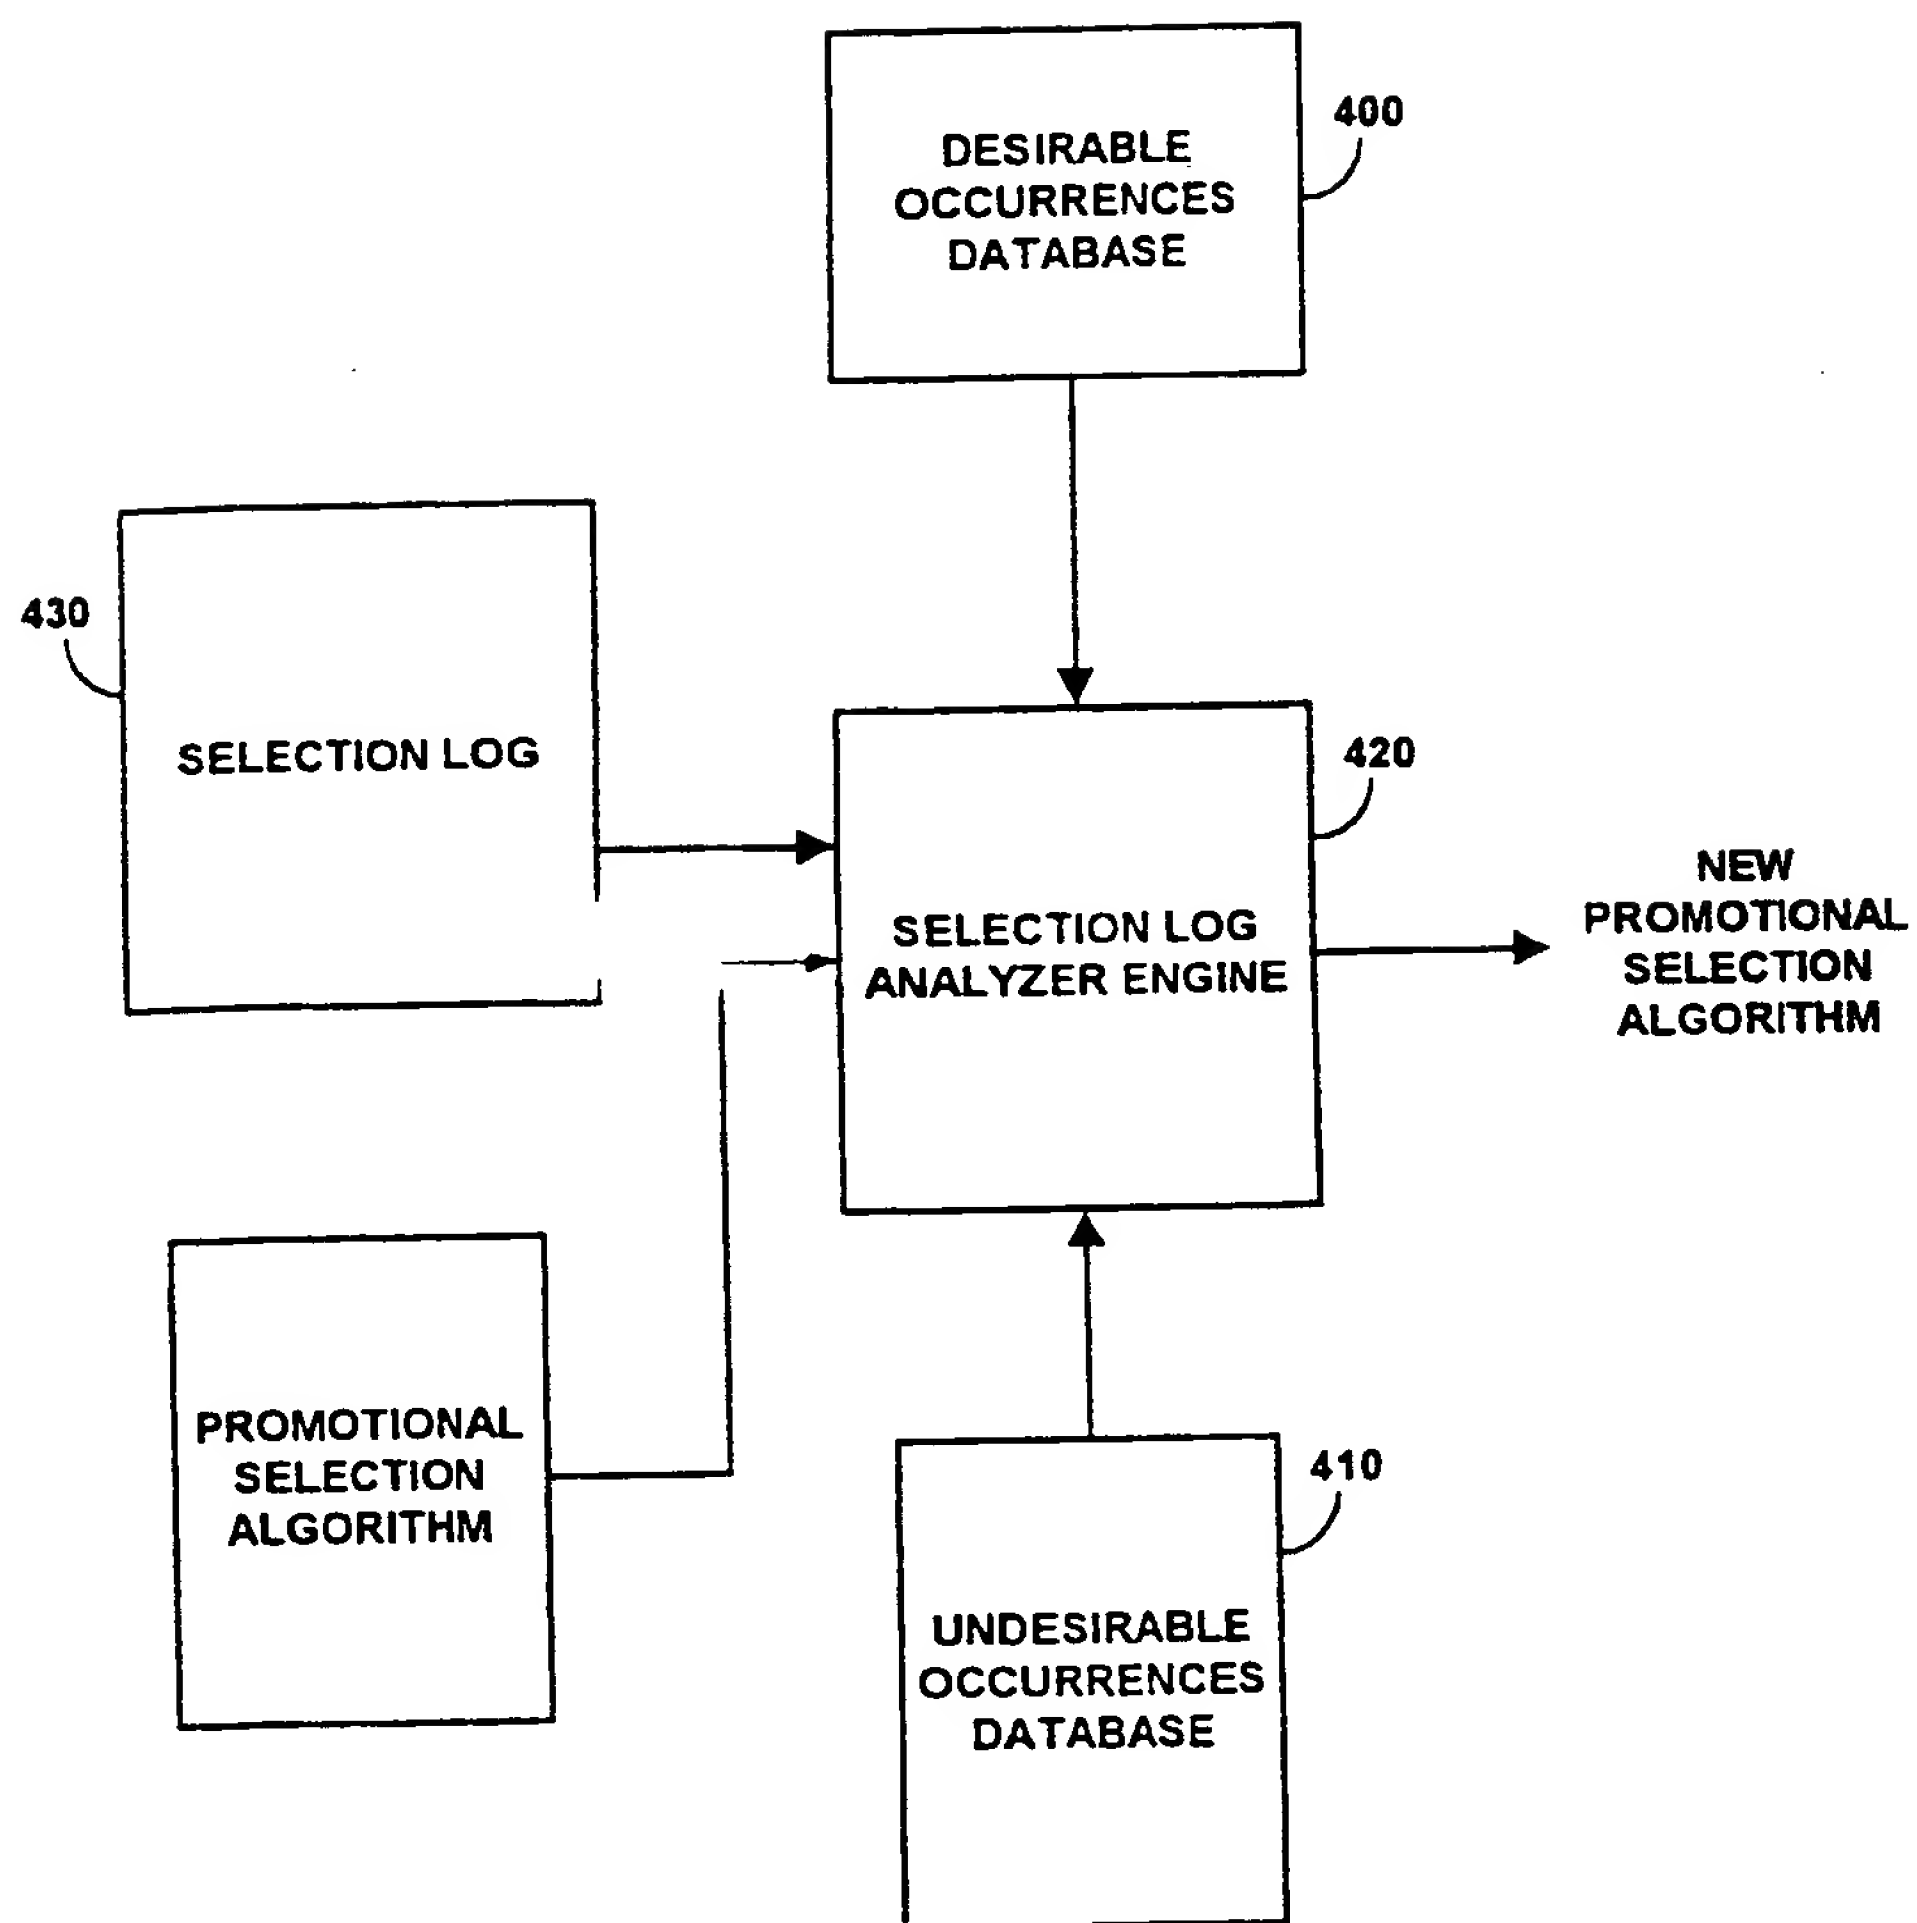 400
DESIRABLE
OCCURRENCES
DATABASE
430
SELECTION LOG
420
SELECTION LOG
ANALYZER ENGINE
NEW
PROMOTIONAL
SELECTION
ALGORITHM
PROMOTIONAL
SELECTION
ALGORITHM
410
UNDESIRABLE
OCCURRENCES
DATABASE